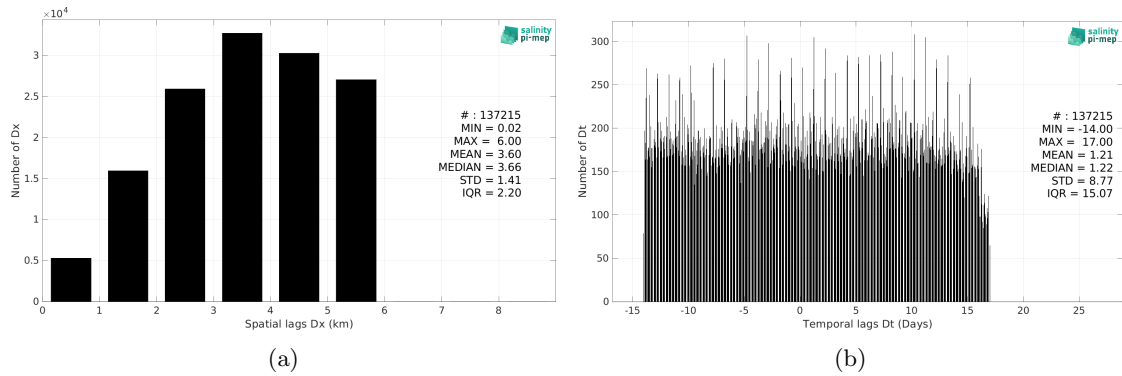 ×10⁴
3
2.5
2
1.5
1
0.5
0
Number of Dx
0 1 2 3 4 5 6 7 8
Spatial lags Dx (km)
salinity
pi-mep
# : 137215
MIN = 0.02
MAX = 6.00
MEAN = 3.60
MEDIAN = 3.66
STD = 1.41
IQR = 2.20
(a)
300
250
200
150
100
50
0
Number of Dt
-15 -10 -5 0 5 10 15 20 25
Temporal lags Dt (Days)
salinity
pi-mep
# : 137215
MIN = -14.00
MAX = 17.00
MEAN = 1.21
MEDIAN = 1.22
STD = 8.77
IQR = 15.07
(b)